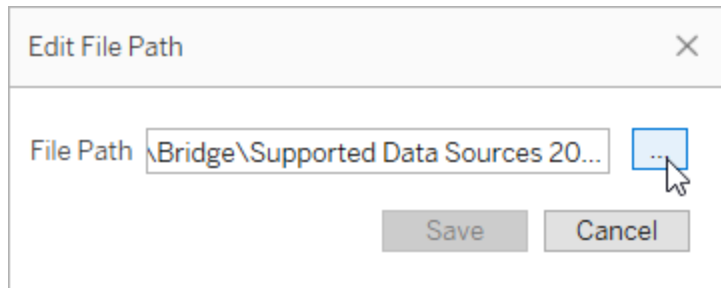 Edit File Path
File Path \Bridge\Supported Data Sources 20... ...
Save Cancel